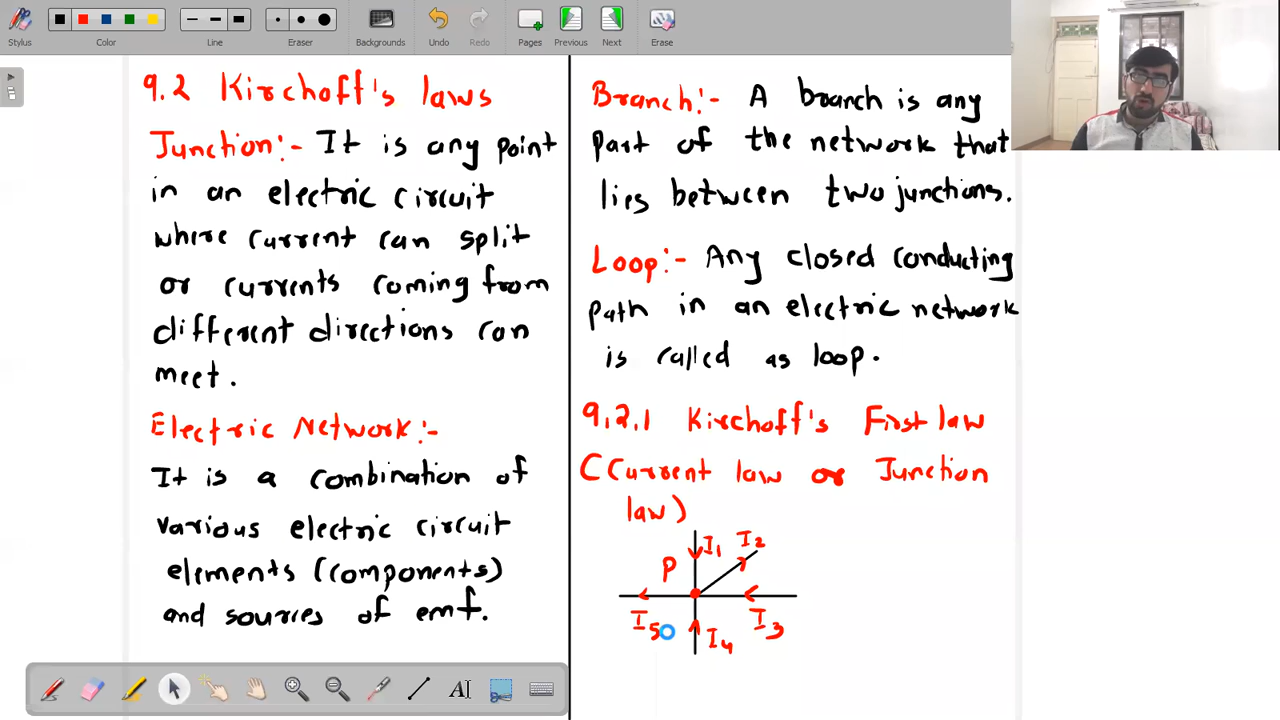 Stylus
Color
Line
Eraser
Backgrounds
Undo
Redo
Pages
Previous
Next
Erase
9.2 Kirchoff's laws
Junction:- It is any point
in an electric circuit
where current can split
or currents coming from
different directions can
meet.
Electric Network:-
It is a combination of
various electric circuit
elements (components)
and sources of emf.
Branch:- A branch is any
part of the network that
lies between two junctions.
Loop:- Any closed conducting
path in an electric network
is called as loop.
9.2.1 Kirchoff's First law
(Current law or Junction
law)
I1
I2
P
I5
I4
I3
A